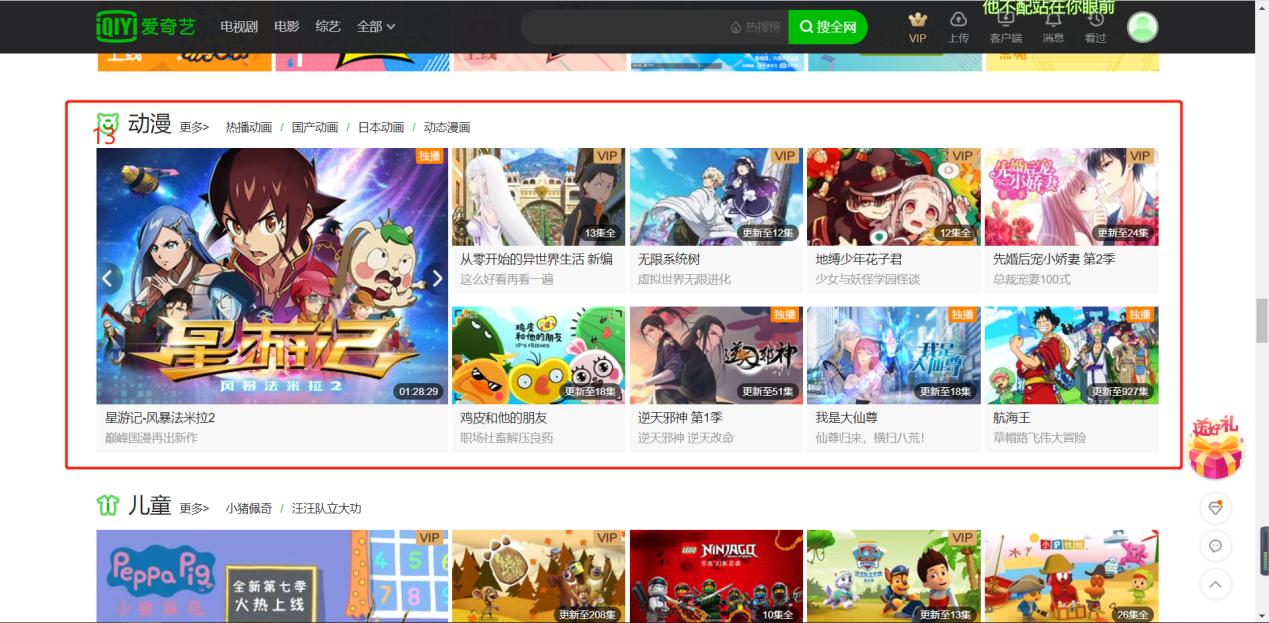 他不配站在你眼前
iQIYI 爱奇艺
电视剧 电影 综艺 全部
热搜榜 搜全网
VIP 上传 客户端 消息 看过
动漫 更多> 热播动画 / 国产动画 / 日本动画 / 动态漫画
13
独播
星游记
风暴法米拉2
01:28:29
星游记-风暴法米拉2
巅峰国漫再出新作
VIP
13集全
从零开始的异世界生活 新编
这么好看再看一遍
VIP
更新至12集
无限系统树
虚拟世界无限进化
VIP
12集全
地缚少年花子君
少女与妖怪学园怪谈
VIP
先婚后宠小娇妻
更新至24集
先婚后宠小娇妻 第2季
总裁宠妻100式
鸡皮和他的朋友
更新至18集
鸡皮和他的朋友
职场社畜解压良药
独播
逆天邪神
更新至51集
逆天邪神 第1季
逆天邪神 逆天改命
独播
我是大仙尊
更新至18集
我是大仙尊
仙尊归来，横扫八荒！
独播
更新至927集
航海王
草帽路飞伟大冒险
送好礼
儿童 更多> 小猪佩奇 / 汪汪队立大功
VIP
Peppa Pig
小猪佩奇
全新第七季
火热上线
4 5 6
7 8 9
VIP
更新至208集
LEGO NINJAGO
10集全
VIP
更新至13集
小P优优
26集全